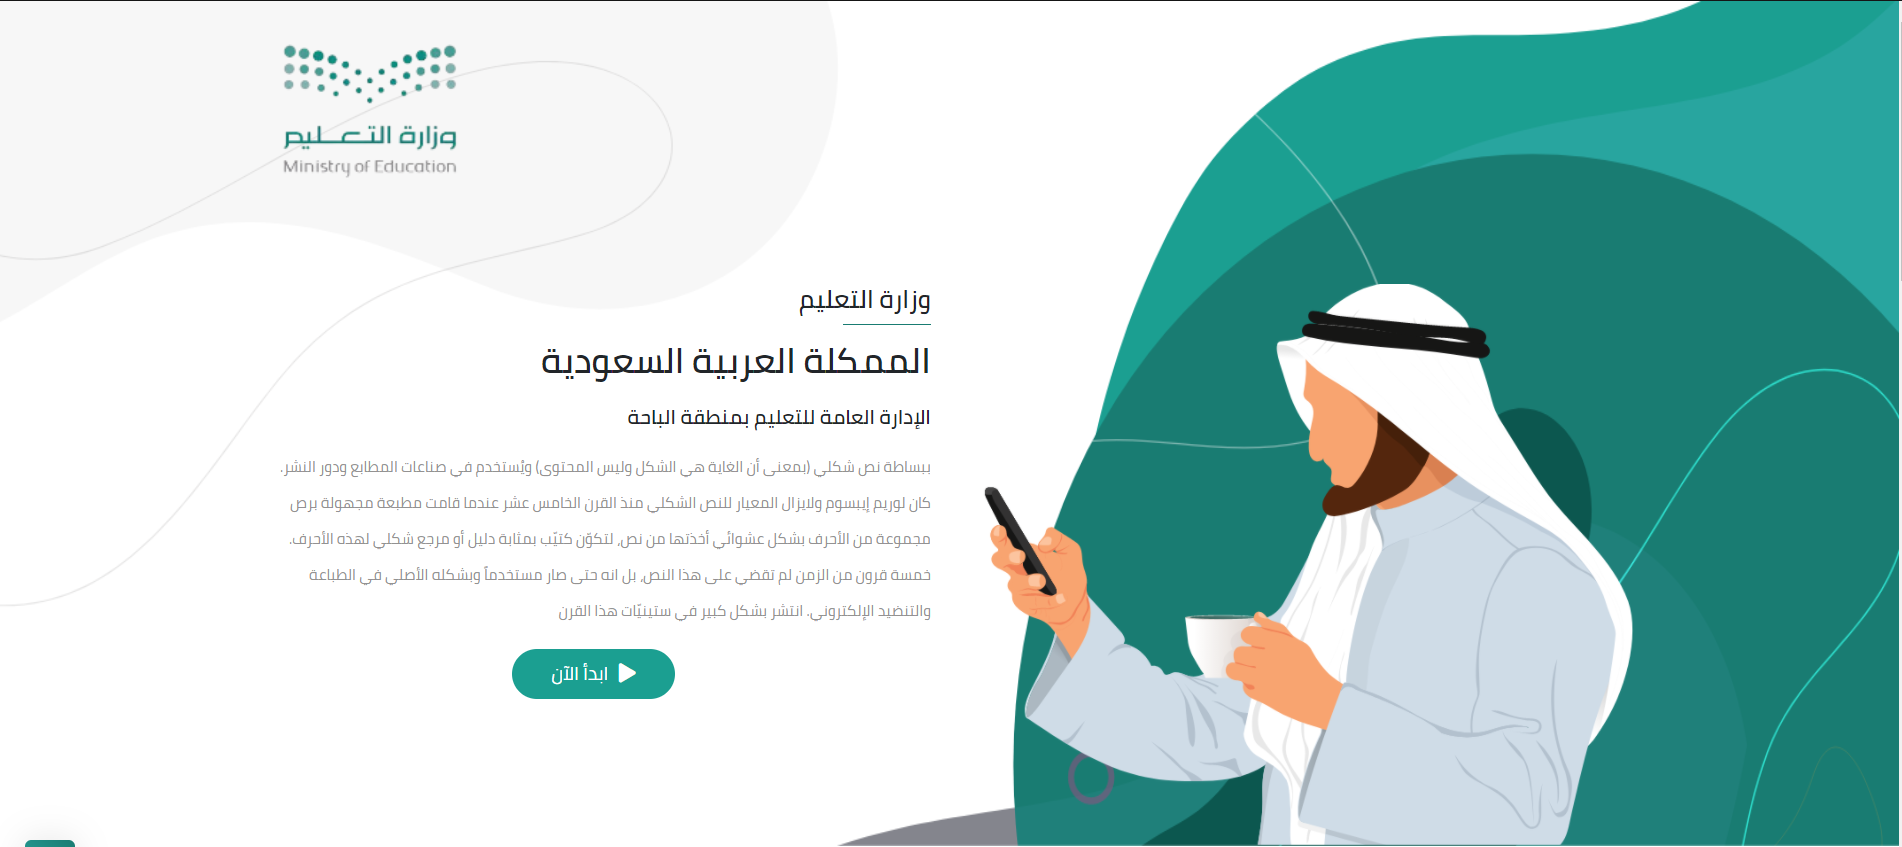 وزارة التعليم
Ministry of Education
وزارة التعليم
الممكلة العربية السعودية
الإدارة العامة للتعليم بمنطقة الباحة
ببساطة نص شكلي (بمعنى أن الغاية هي الشكل وليس المحتوى) ويُستخدم في صناعات المطابع ودور النشر.
كان لوريم إيبسوم ولايزال المعيار للنص الشكلي منذ القرن الخامس عشر عندما قامت مطبعة مجهولة برص
مجموعة من الأحرف بشكل عشوائي أخذتها من نص, لتكوّن كتيّب بمثابة دليل أو مرجع شكلي لهذه الأحرف.
خمسة قرون من الزمن لم تقضي على هذا النص, بل انه حتى صار مستخدماً وبشكله الأصلي في الطباعة
والتنضيد الإلكتروني. انتشر بشكل كبير في ستينيّات هذا القرن
ابدأ الآن